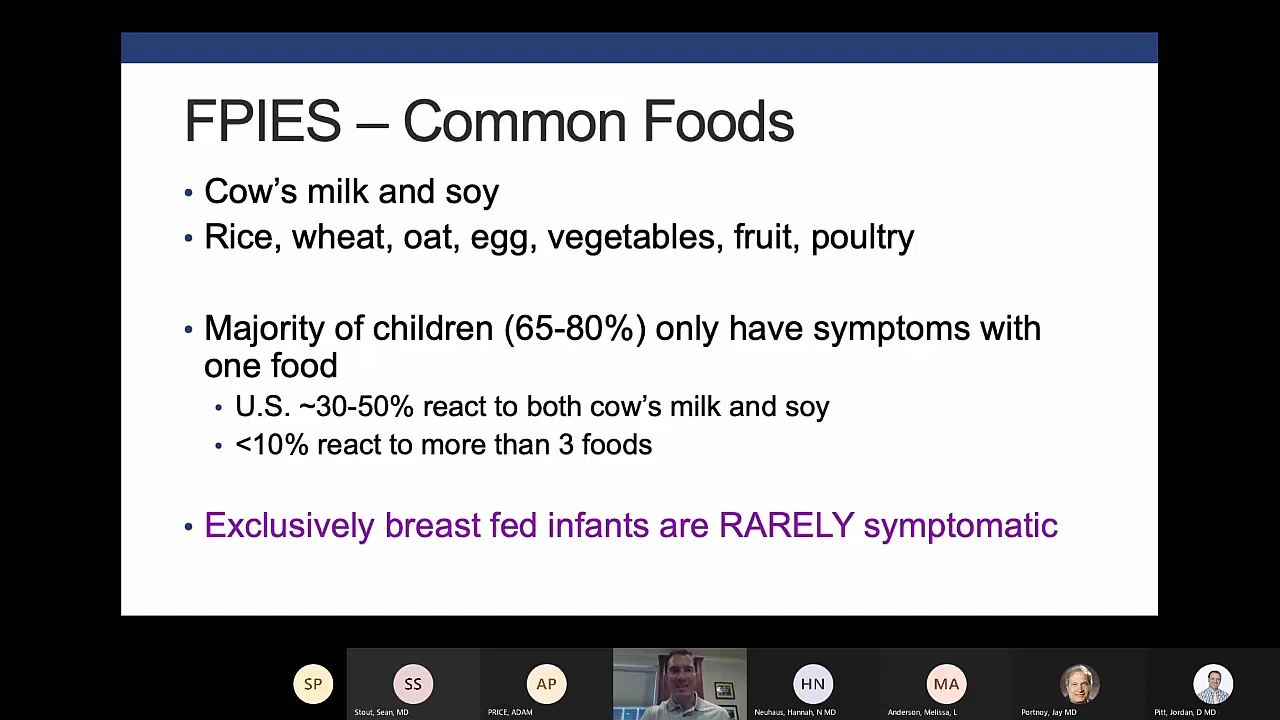 FPIES – Common Foods
• Cow's milk and soy
• Rice, wheat, oat, egg, vegetables, fruit, poultry
• Majority of children (65-80%) only have symptoms with
one food
• U.S. ~30-50% react to both cow's milk and soy
• <10% react to more than 3 foods
• Exclusively breast fed infants are RARELY symptomatic
SP
SS
AP
HN
MA
Stout, Sean, MD
PRICE, ADAM
Neuhaus, Hannah, N MD
Anderson, Melissa, L
Portnoy, Jay MD
Pitt, Jordan, D MD